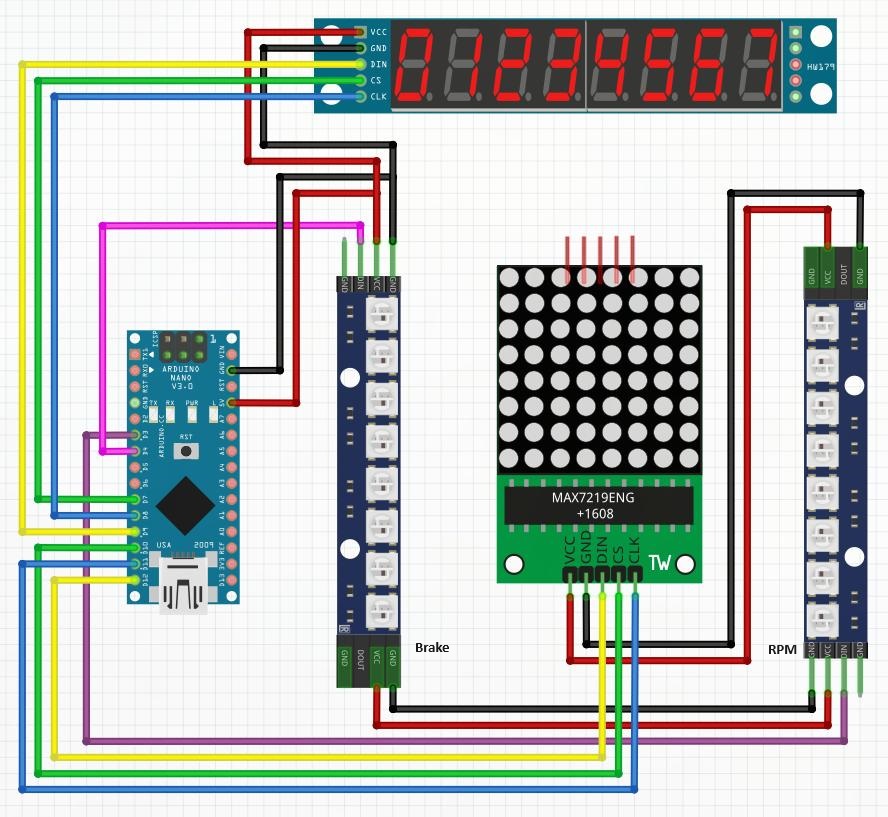 VCC
GND
DIN
CS
CLK
01234567
HW179
GND
DIN
VCC
GND
GND
VCC
DOUT
GND
ICSP
1
ARDUINO
NANO
V3.0
TX1
RX0
RST
GND
D2
D3
D4
D5
D6
D7
D8
D9
D10
D11
D12
VIN
GND
RST
5V
A7
A6
A5
A4
A3
A2
A1
A0
REF
3V3
D13
TX
RX
PWR
L
RST
ARDUINO.CC
USA
2009
MAX7219ENG
+1608
VCC
GND
DIN
CS
CLK
TW
Brake
RPM
GND
DOUT
VCC
GND
GND
VCC
DIN
GND